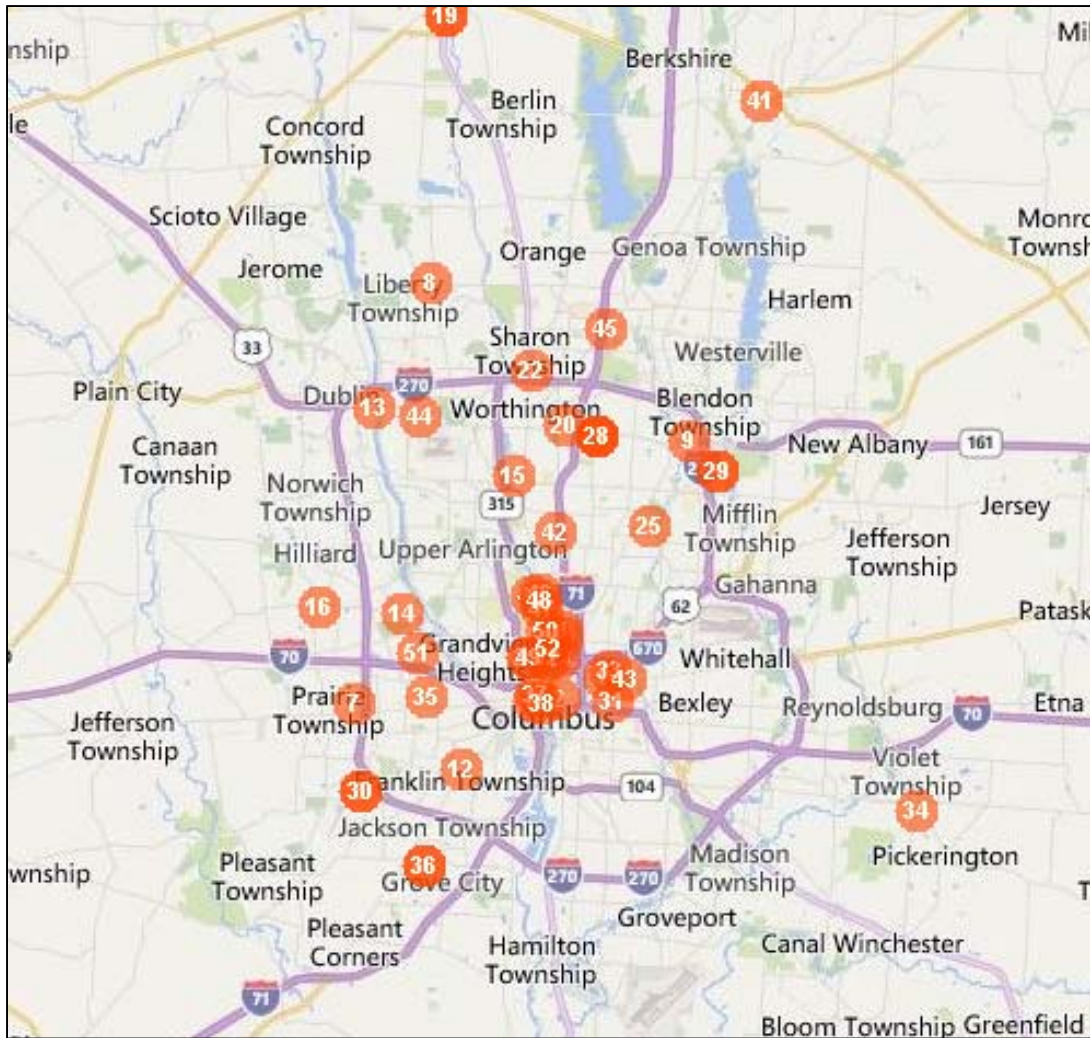 19
Mi
nship
Berkshire
41
Berlin
Township
le
Concord
Township
Scioto Village
Monro
Townsh
Orange
Genoa Township
Jerome
8
Liberty
Township
Harlem
45
33
Sharon
Township
22
Westerville
270
Plain City
Dublin
13
44
Worthington
Blendon
Township
20
28
9
New Albany
161
Canaan
Township
29
15
Norwich
Township
315
Jersey
25
Mifflin
Township
42
Hilliard
Upper Arlington
Jefferson
Township
Gahanna
48
71
16
14
62
Patask
50
52
51
Grandview
Heights
670
Whitehall
70
43
7
Prairie
Township
35
38
31
Bexley
Etna
Columbus
Reynoldsburg
70
Jefferson
Township
Violet
Township
12
Franklin Township
30
104
34
Jackson Township
36
Grove City
Pleasant
Township
Madison
Township
Pickerington
wnship
270
270
Groveport
Pleasant
Corners
Hamilton
Township
Canal Winchester
71
Bloom Township
Greenfield